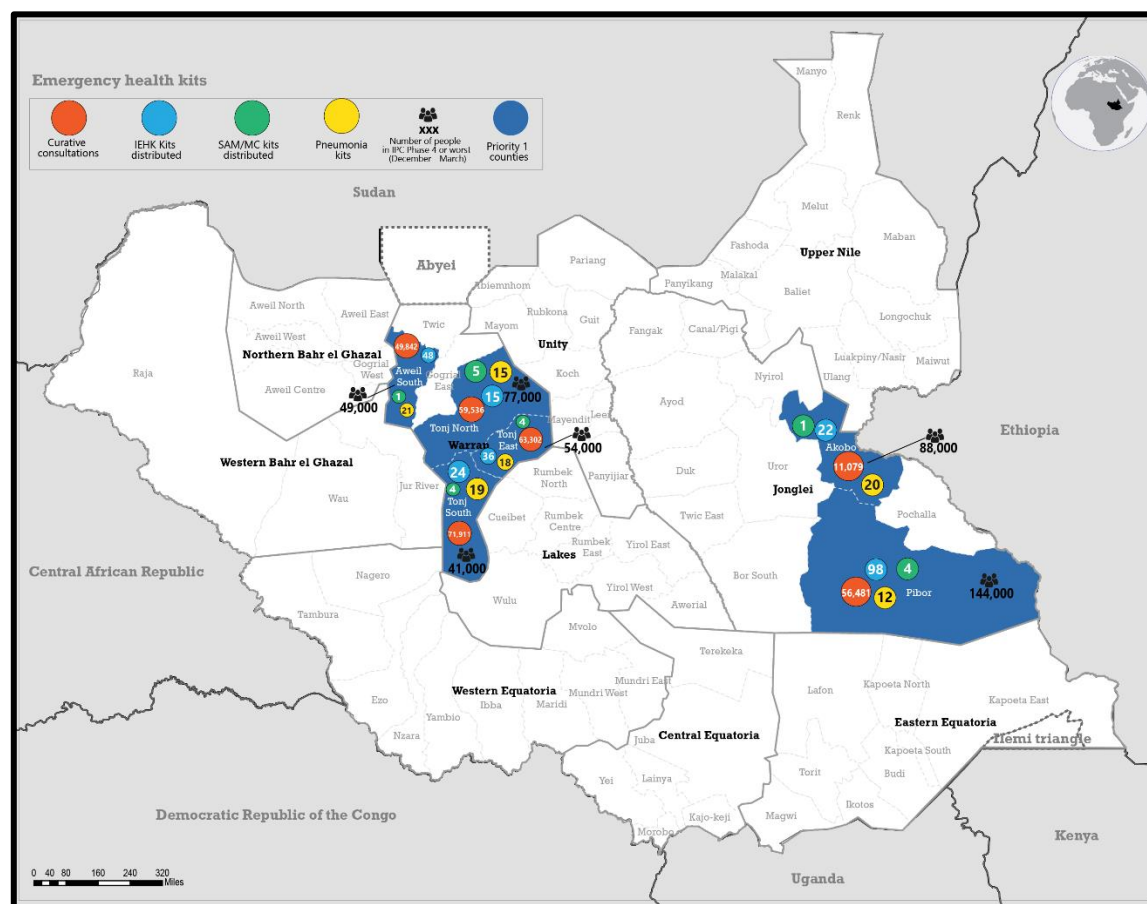 Emergency health kits
Curative
consultations
IEHK Kits
distributed
SAM/MC kits
distributed
Pneumonia
kits
xxx
Number of people
in IPC Phase 4 or worst
(December March)
Priority 1
counties
Sudan
Abyei
Manyo
Renk
Melut
Maban
Fashoda
Upper Nile
Malakal
Panyikang
Baliet
Longochuk
Luakpiny/Nasir
Maiwut
Ulang
Pariang
Abiemnhom
Rubkona
Guit
Mayom
Unity
Koch
Mayendit
Leer
Panyijiar
Fangak
Canal/Pigi
Nyirol
Ayod
Uror
Duk
Jonglei
Twic East
Bor South
Pochalla
Ethiopia
Aweil North
Aweil East
Aweil West
Northern Bahr el Ghazal
Aweil Centre
Raja
Twic
Gogrial
West
Gogrial
East
49,842
48
Aweil
South
1
21
49,000
5
15
15
77,000
59,536
Tonj North
Warrap
Tonj
East
4
63,302
36
18
54,000
24
4
19
Tonj
South
71,911
41,000
1
22
Akobo
11,079
20
88,000
98
4
56,481
12
Pibor
144,000
Western Bahr el Ghazal
Wau
Jur River
Rumbek
North
Cueibet
Rumbek
Centre
Rumbek
East
Lakes
Yirol East
Yirol West
Wulu
Awerial
Central African Republic
Nagero
Tambura
Ezo
Nzara
Yambio
Western Equatoria
Ibba
Maridi
Mvolo
Mundri West
Mundri East
Terekeka
Central Equatoria
Juba
Yei
Lainya
Kajo-keji
Morobo
Lafon
Kapoeta North
Kapoeta East
Eastern Equatoria
Ilemi triangle
Kapoeta South
Torit
Budi
Ikotos
Magwi
Democratic Republic of the Congo
Uganda
Kenya
0 40 80 160 240 320
Miles